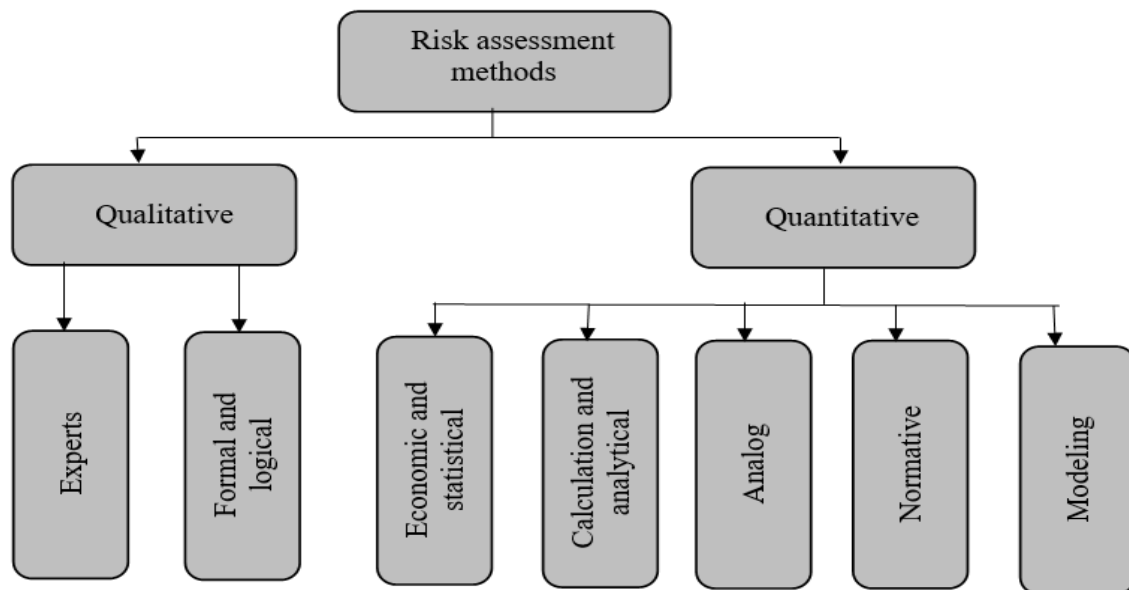 Risk assessment
methods
Qualitative
Quantitative
Experts
Formal and
logical
Economic and
statistical
Calculation and
analytical
Analog
Normative
Modeling